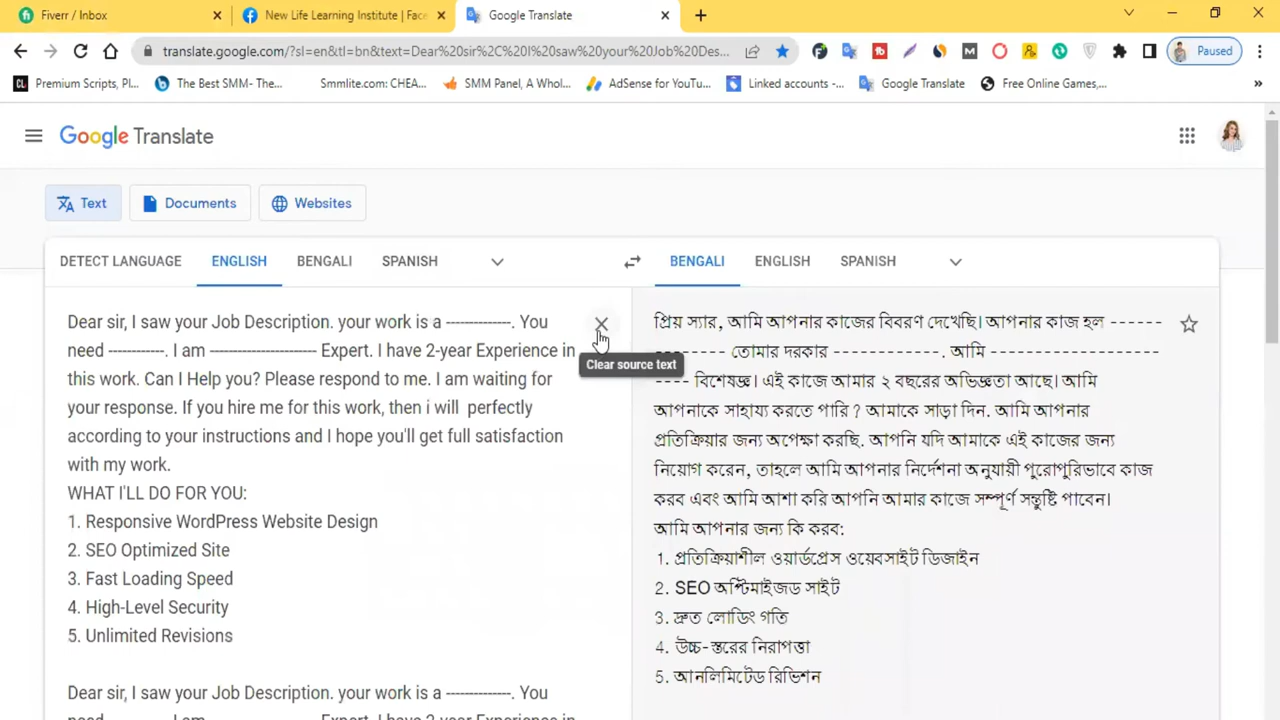 Fiverr / Inbox
New Life Learning Institute | Face
Google Translate
translate.google.com/?sl=en&tl=bn&text=Dear%20sir%2C%20I%20saw%20your%20Job%20Des...
Paused
Premium Scripts, Pl...
The Best SMM- The...
Smmlite.com: CHEA...
SMM Panel, A Whol...
AdSense for YouTu...
Linked accounts -...
Google Translate
Free Online Games,...
Google Translate
Text
Documents
Websites
DETECT LANGUAGE
ENGLISH
BENGALI
SPANISH
BENGALI
ENGLISH
SPANISH
Dear sir, I saw your Job Description. your work is a --------------. You
need ------------. I am ----------------------- Expert. I have 2-year Experience in
this work. Can I Help you? Please respond to me. I am waiting for
your response. If you hire me for this work, then i will perfectly
according to your instructions and I hope you'll get full satisfaction
with my work.
WHAT I'LL DO FOR YOU:
1. Responsive WordPress Website Design
2. SEO Optimized Site
3. Fast Loading Speed
4. High-Level Security
5. Unlimited Revisions
Dear sir, I saw your Job Description. your work is a --------------. You
need ------------. I am ----------------------- Expert. I have 2-year Experience in
Clear source text
প্রিয় স্যার, আমি আপনার কাজের বিবরণ দেখেছি। আপনার কাজ হল ------
-------- তোমার দরকার ------------. আমি -------------------
---- বিশেষজ্ঞ। এই কাজে আমার ২ বছরের অভিজ্ঞতা আছে। আমি
আপনাকে সাহায্য করতে পারি ? আমাকে সাড়া দিন. আমি আপনার
প্রতিক্রিয়ার জন্য অপেক্ষা করছি. আপনি যদি আমাকে এই কাজের জন্য
নিয়োগ করেন, তাহলে আমি আপনার নির্দেশনা অনুযায়ী পুরোপুরিভাবে কাজ
করব এবং আমি আশা করি আপনি আমার কাজে সম্পূর্ণ সন্তুষ্টি পাবেন।
আমি আপনার জন্য কি করব:
1. প্রতিক্রিয়াশীল ওয়ার্ডপ্রেস ওয়েবসাইট ডিজাইন
2. SEO অপ্টিমাইজড সাইট
3. দ্রুত লোডিং গতি
4. উচ্চ-স্তরের নিরাপত্তা
5. আনলিমিটেড রিভিশন